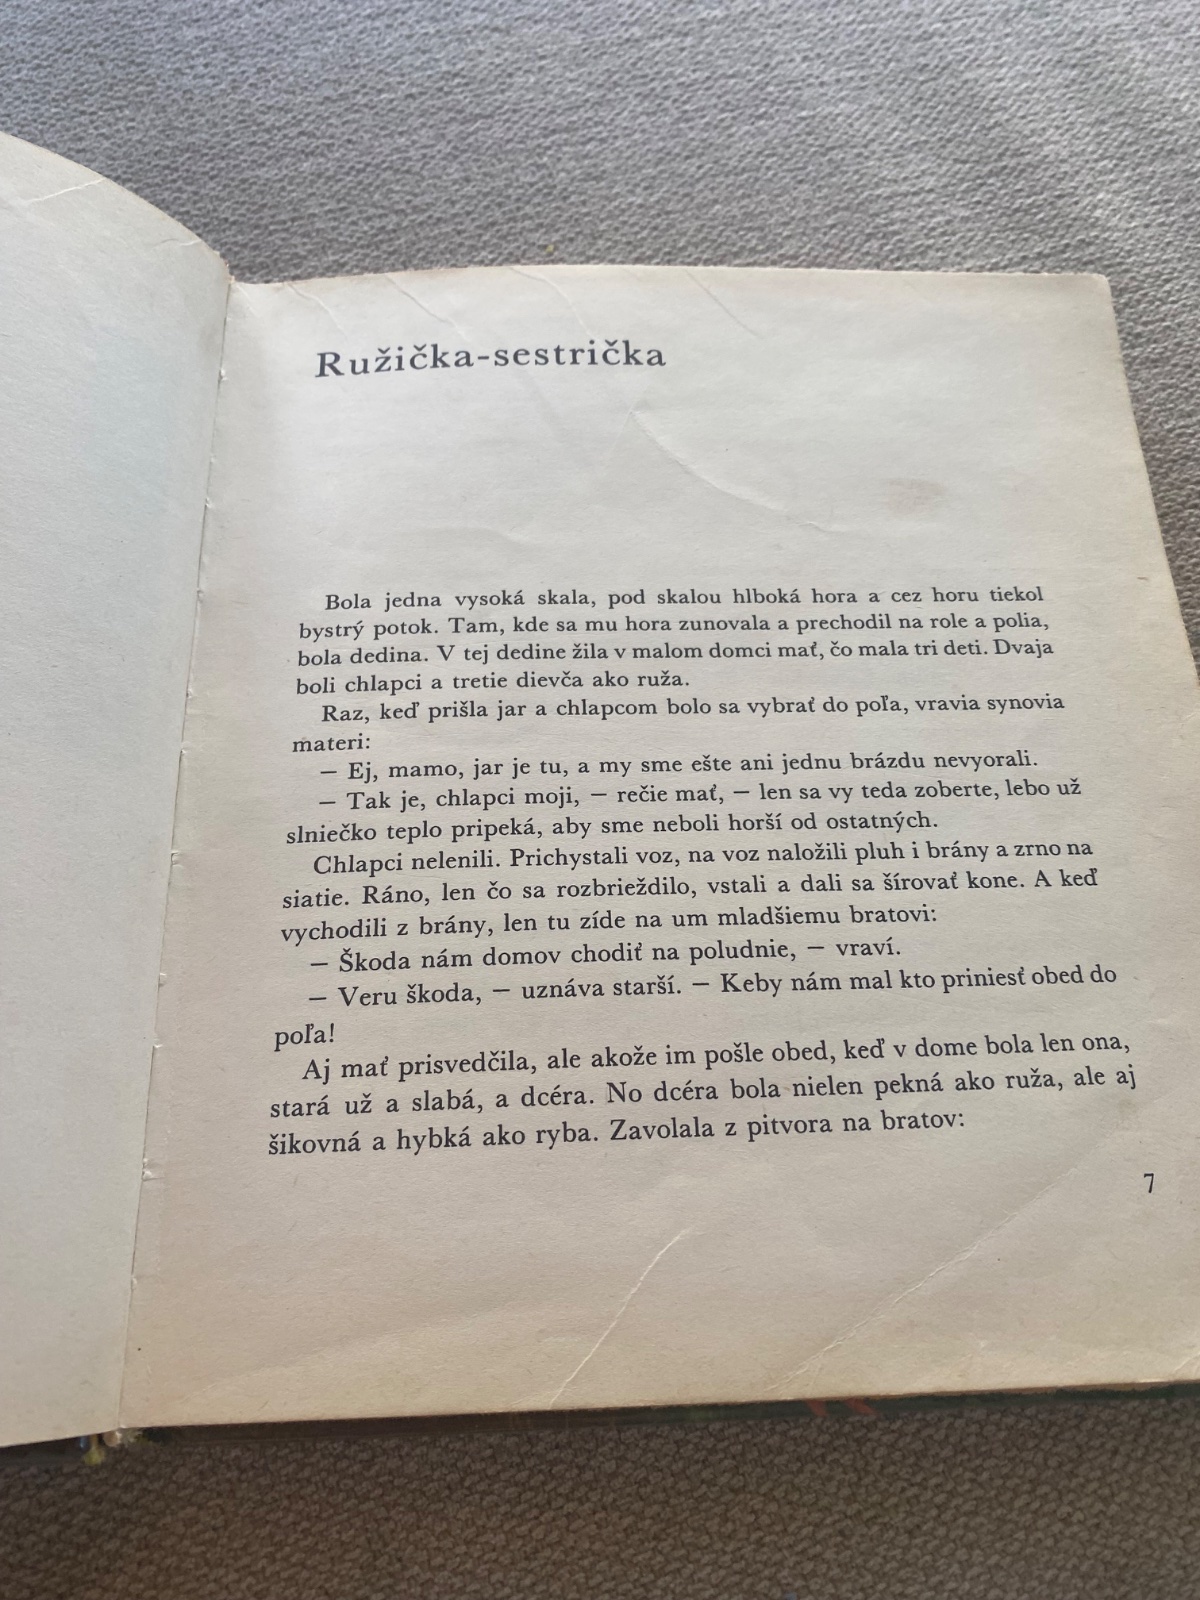 Ružička-sestrička
Bola jedna vysoká skala, pod skalou hlboká hora a cez horu tiekol
bystrý potok. Tam, kde sa mu hora zunovala a prechodil na role a polia,
bola dedina. V tej dedine žila v malom domci mať, čo mala tri deti. Dvaja
boli chlapci a tretie dievča ako ruža.
Raz, keď prišla jar a chlapcom bolo sa vybrať do poľa, vravia synovia
materi:
— Ej, mamo, jar je tu, a my sme ešte ani jednu brázdu nevyorali.
— Tak je, chlapci moji, — rečie mať, — len sa vy teda zoberte, lebo už
slniečko teplo pripeká, aby sme neboli horší od ostatných.
Chlapci nelenili. Prichystali voz, na voz naložili pluh i brány a zrno na
siatie. Ráno, len čo sa rozbrieždilo, vstali a dali sa šírovať kone. A keď
vychodili z brány, len tu zíde na um mladšiemu bratovi:
— Škoda nám domov chodiť na poludnie, — vraví.
— Veru škoda, — uznáva starší. — Keby nám mal kto priniesť obed do
poľa!
Aj mať prisvedčila, ale akože im pošle obed, keď v dome bola len ona,
stará už a slabá, a dcéra. No dcéra bola nielen pekná ako ruža, ale aj
šikovná a hybká ako ryba. Zavolala z pitvora na bratov:
7